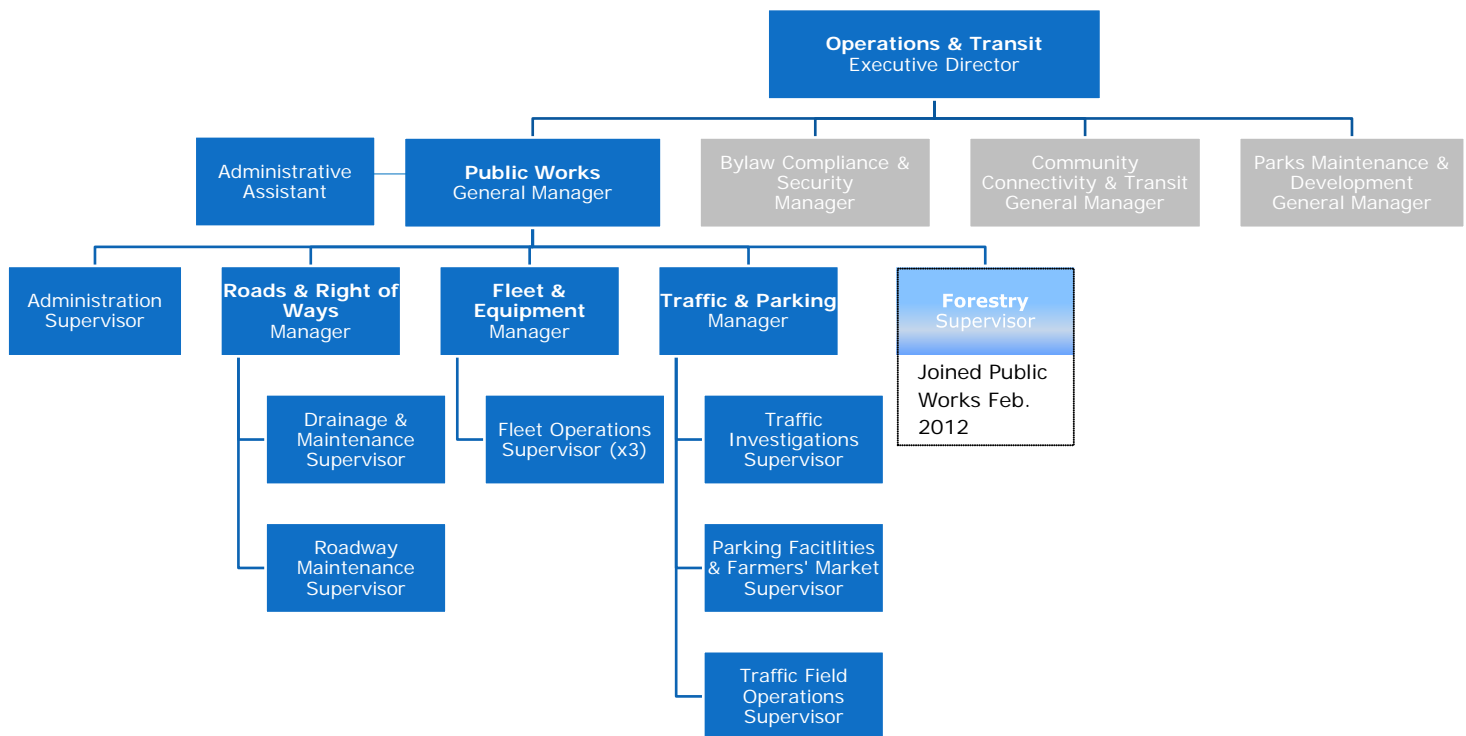 Operations & Transit
Executive Director
Administrative
Assistant
Public Works
General Manager
Bylaw Compliance &
Security
Manager
Community
Connectivity & Transit
General Manager
Parks Maintenance &
Development
General Manager
Administration
Supervisor
Roads & Right of
Ways
Manager
Fleet &
Equipment
Manager
Traffic & Parking
Manager
Forestry
Supervisor
Joined Public
Works Feb.
2012
Drainage &
Maintenance
Supervisor
Fleet Operations
Supervisor (x3)
Traffic
Investigations
Supervisor
Roadway
Maintenance
Supervisor
Parking Facitlities
& Farmers' Market
Supervisor
Traffic Field
Operations
Supervisor